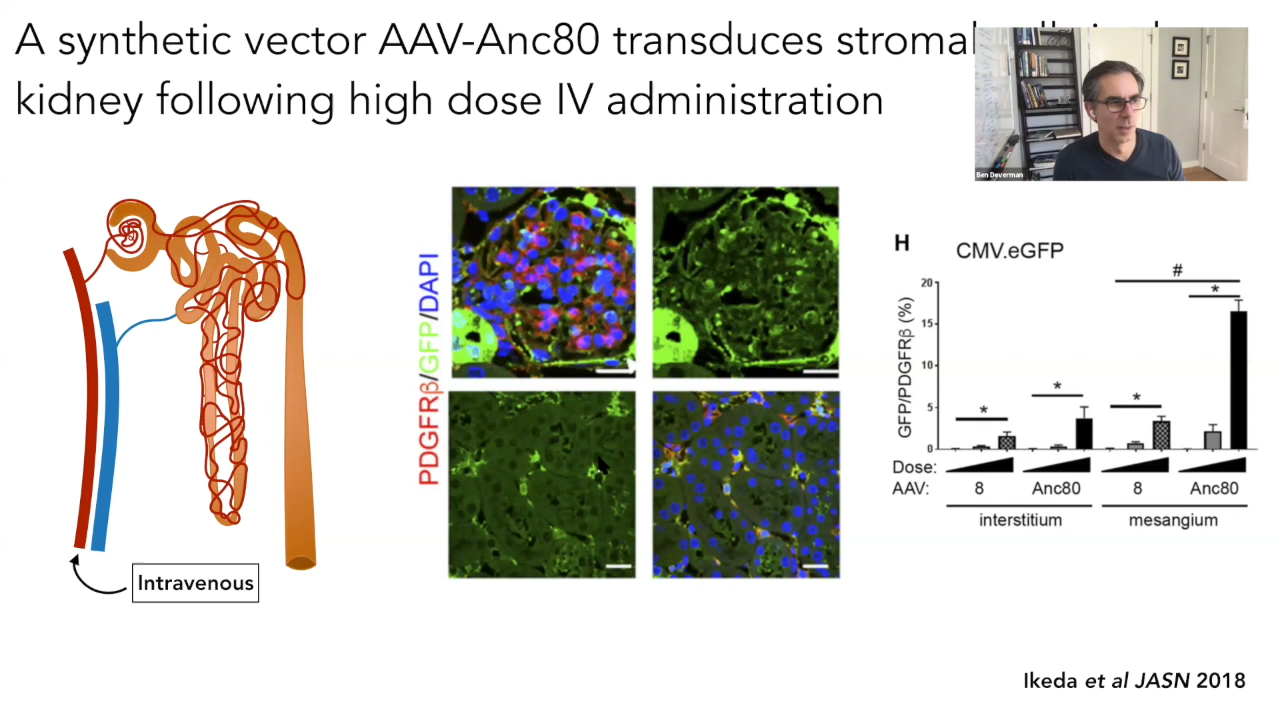 A synthetic vector AAV-Anc80 transduces stromal
kidney following high dose IV administration
Ben Deverman
Intravenous
PDGFRβ/GFP/DAPI
H
CMV.eGFP
#
*
*
*
*
20
15
10
5
0
GFP/PDGFRβ (%)
Dose:
AAV: 8 Anc80 8 Anc80
interstitium mesangium
Ikeda et al JASN 2018